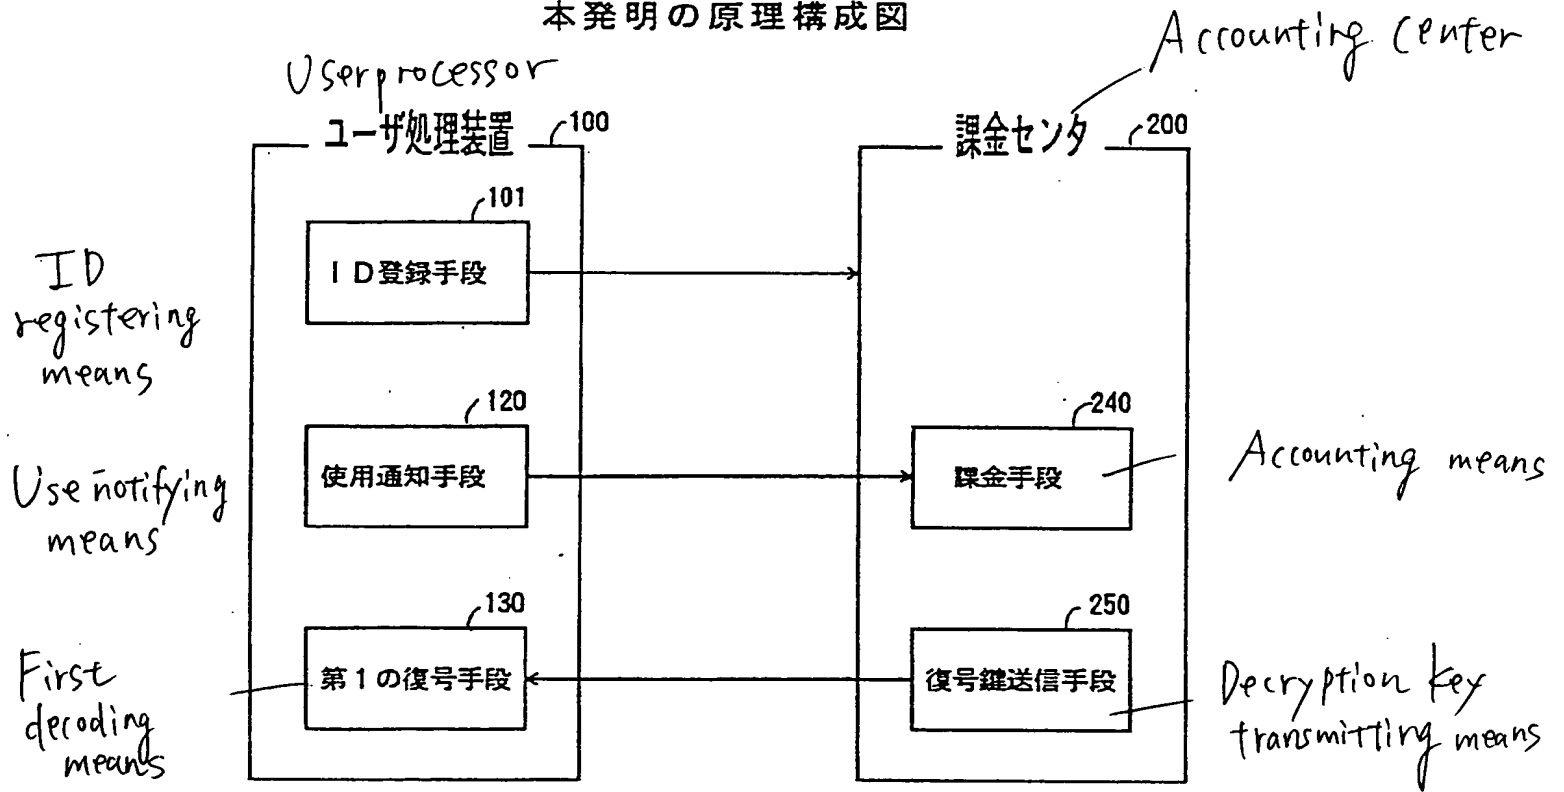 本発明の原理構成図
Accounting center
Userprocessor
ユーザ処理装置
100
課金センタ
200
101
ID登録手段
ID
registering
means
120
使用通知手段
Use notifying
means
240
課金手段
Accounting means
130
第1の復号手段
First
decoding
means
250
復号鍵送信手段
Decryption key
transmitting means